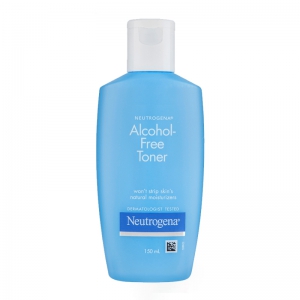 NEUTROGENA®
Alcohol-
Free
Toner
won't strip skin's
natural moisturizers
DERMATOLOGIST TESTED
Neutrogena®
150 mL